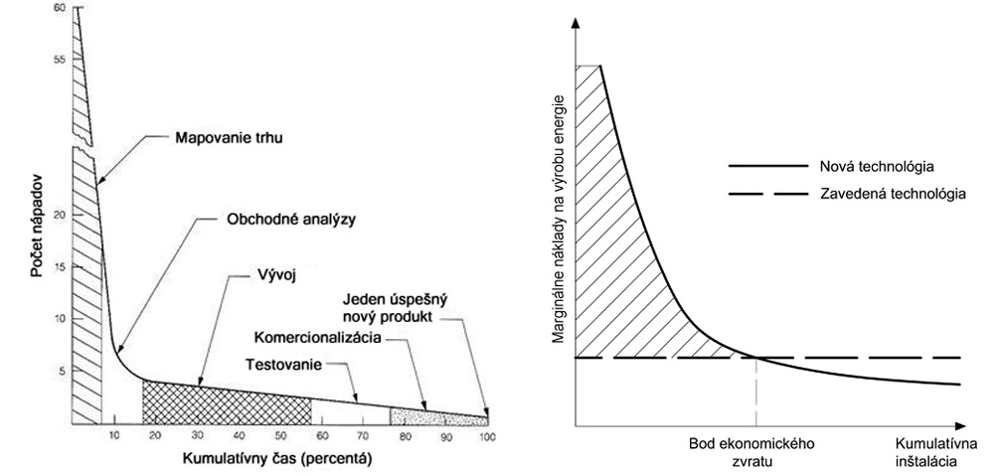 60
55
20
15
10
5
Počet nápadov
Mapovanie trhu
Obchodné analýzy
Vývoj
Jeden úspešný
nový produkt
Komercionalizácia
Testovanie
10 20 30 40 50 60 70 80 90 100
Kumulatívny čas (percentá)
Marginálne náklady na výrobu energie
Nová technológia
Zavedená technológia
Bod ekonomického
zvratu
Kumulatívna
inštalácia